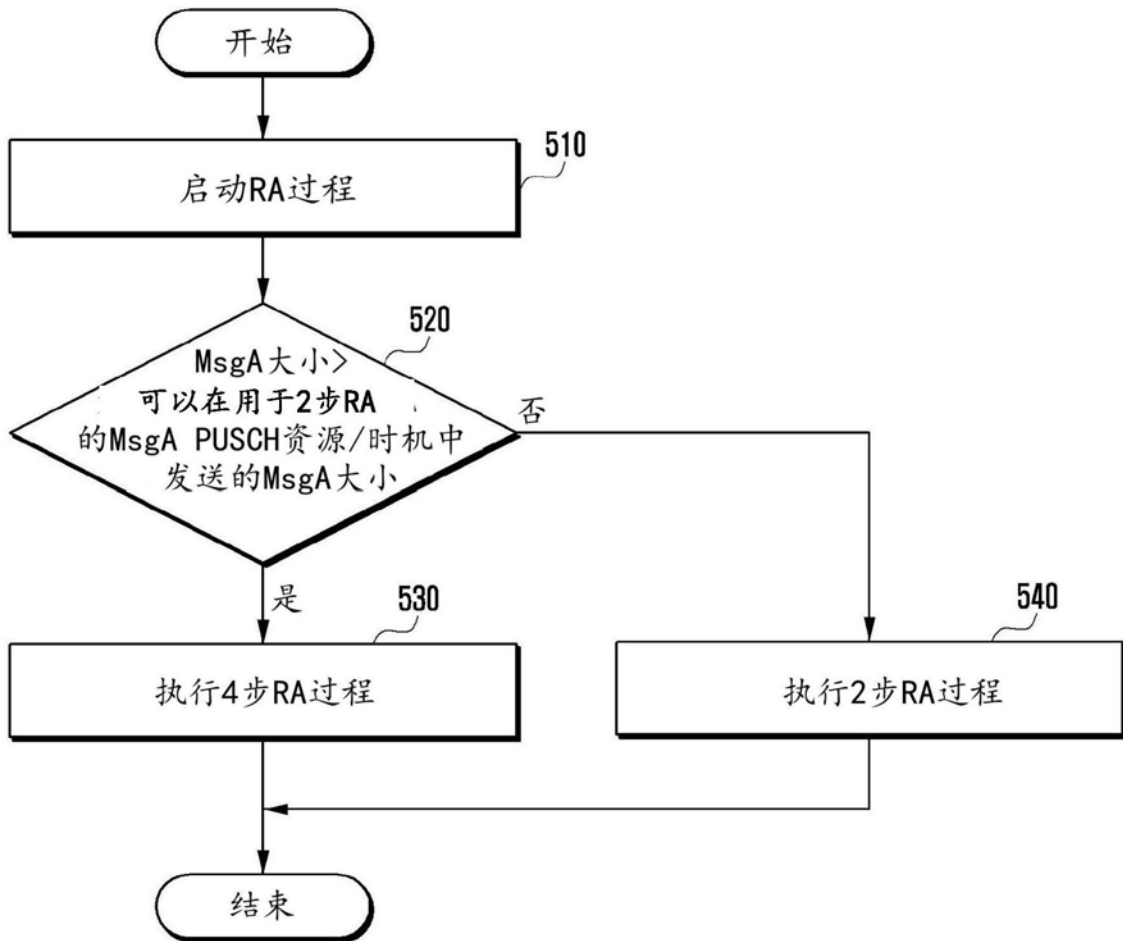 开始
510
启动RA过程
520
MsgA大小>
可以在用于2步RA
的MsgA PUSCH资源/时机中
发送的MsgA大小
否
是
530
执行4步RA过程
540
执行2步RA过程
结束